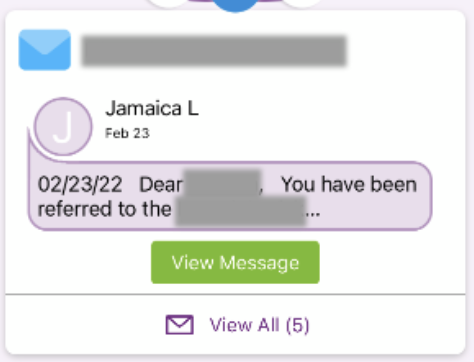 J
Jamaica L
Feb 23
02/23/22 Dear , You have been
referred to the ...
View Message
View All (5)